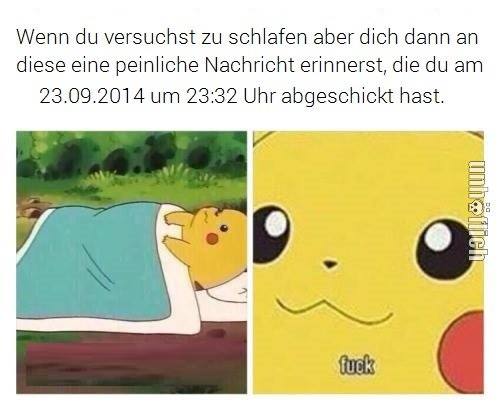 Wenn du versuchst zu schlafen aber dich dann an
diese eine peinliche Nachricht erinnerst, die du am
23.09.2014 um 23:32 Uhr abgeschickt hast.
unhöflich
fuck